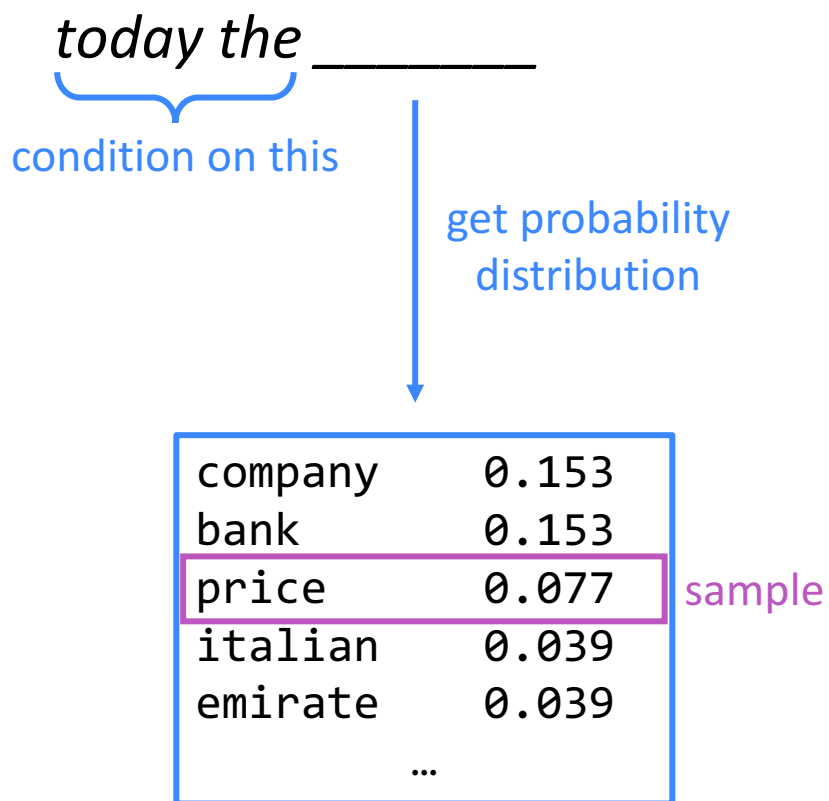 today the _______
condition on this
get probability
distribution
company 0.153
bank 0.153
price 0.077
sample
italian 0.039
emirate 0.039
…